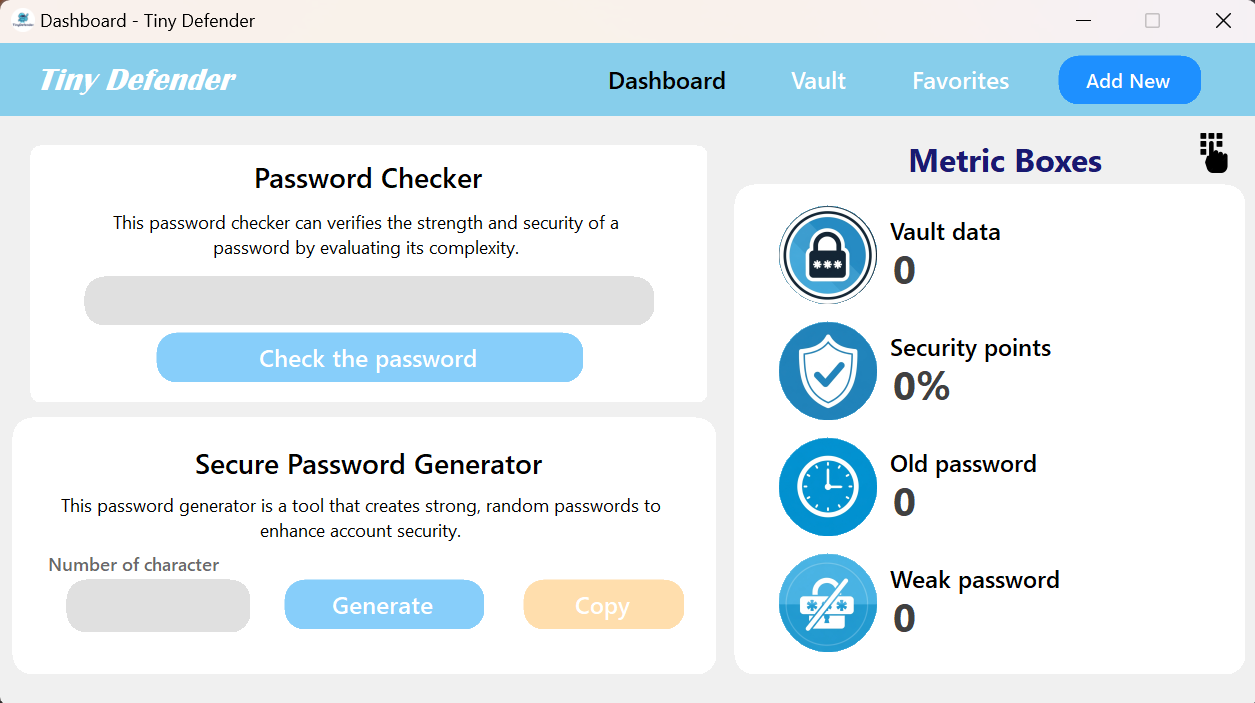 Dashboard - Tiny Defender
Tiny Defender
Dashboard
Vault
Favorites
Add New
Password Checker
This password checker can verifies the strength and security of a
password by evaluating its complexity.
Check the password
Secure Password Generator
This password generator is a tool that creates strong, random passwords to
enhance account security.
Number of character
Generate
Copy
Metric Boxes
Vault data
0
Security points
0%
Old password
0
Weak password
0